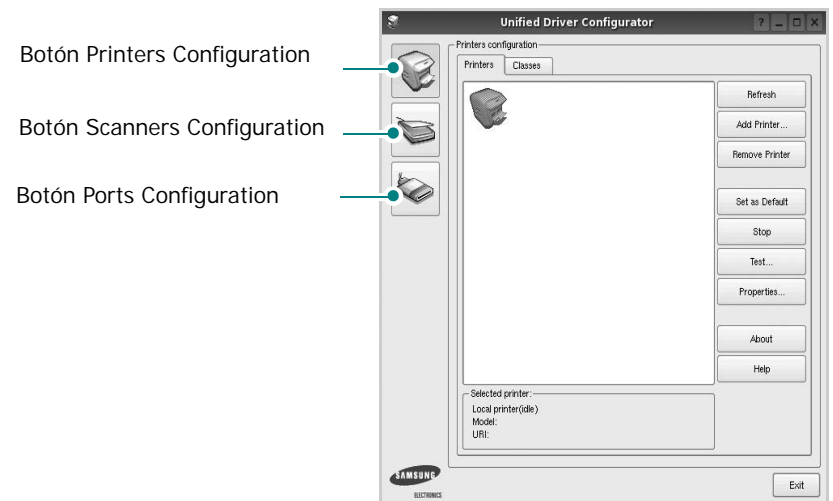 Unified Driver Configurator
Botón Printers Configuration
Botón Scanners Configuration
Botón Ports Configuration
Printers configuration
Printers
Classes
Refresh
Add Printer...
Remove Printer
Set as Default
Stop
Test...
Properties...
About
Help
Selected printer:
Local printer(idle)
Model:
URI:
SAMSUNG
ELECTRONICS
Exit